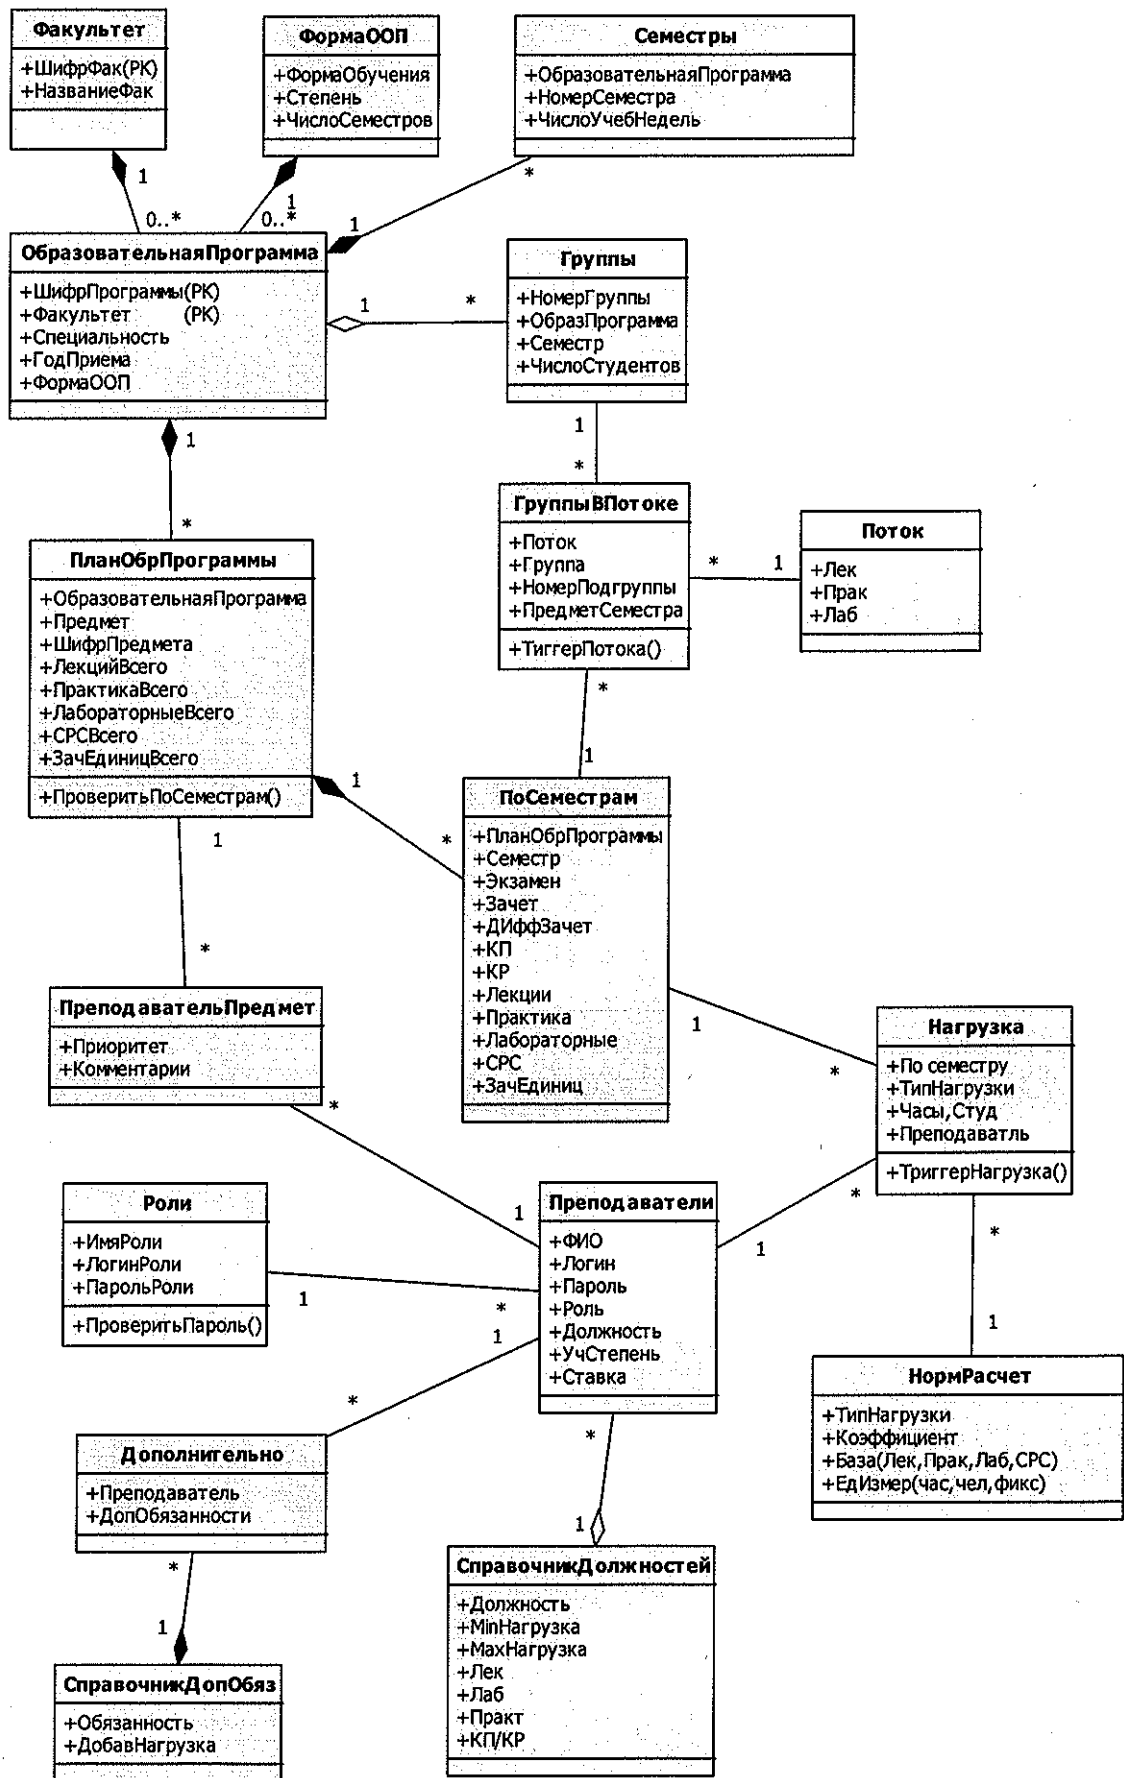 Факультет
+ШифрФак(РК)
+НазваниеФак
ФормаООП
+ФормаОбучения
+Степень
+ЧислоСеместров
Семестры
+ОбразовательнаяПрограмма
+НомерСеместра
+ЧислоУчебНедель
1
0..*
1
0..*
1
*
ОбразовательнаяПрограмма
+ШифрПрограммы(РК)
+Факультет (РК)
+Специальность
+ГодПриема
+ФормаООП
1
*
Группы
+НомерГруппы
+ОбразПрограмма
+Семестр
+ЧислоСтудентов
1
*
1
*
ГруппыВПотоке
+Поток
+Группа
+НомерПодгруппы
+ПредметСеместра
+ТиггерПотока()
*
1
Поток
+Лек
+Прак
+Лаб
ПланОбрПрограммы
+ОбразовательнаяПрограмма
+Предмет
+ШифрПредмета
+ЛекцийВсего
+ПрактикаВсего
+ЛабораторныеВсего
+СРСВсего
+ЗачЕдиницВсего
+ПроверитьПоСеместрам()
*
1
1
*
1
*
ПоСеместрам
+ПланОбрПрограммы
+Семестр
+Экзамен
+Зачет
+ДИффЗачет
+КП
+КР
+Лекции
+Практика
+Лабораторные
+СРС
+ЗачЕдиниц
ПреподавательПредмет
+Приоритет
+Комментарии
*
1
1
*
Нагрузка
+По семестру
+ТипНагрузки
+Часы,Студ
+Преподаватль
+ТриггерНагрузка()
*
1
*
1
Роли
+ИмяРоли
+ЛогинРоли
+ПарольРоли
+ПроверитьПароль()
1
*
Преподаватели
+ФИО
+Логин
+Пароль
+Роль
+Должность
+УчСтепень
+Ставка
1
*
*
1
НормРасчет
+ТипНагрузки
+Коэффициент
+База(Лек,Прак,Лаб,СРС)
+ЕдИзмер(час,чел,фикс)
Дополнительно
+Преподаватель
+ДопОбязанности
*
1
СправочникДолжностей
+Должность
+MinНагрузка
+МахНагрузка
+Лек
+Лаб
+Практ
+КП/КР
СправочникДопОбяз
+Обязанность
+ДобавНагрузка